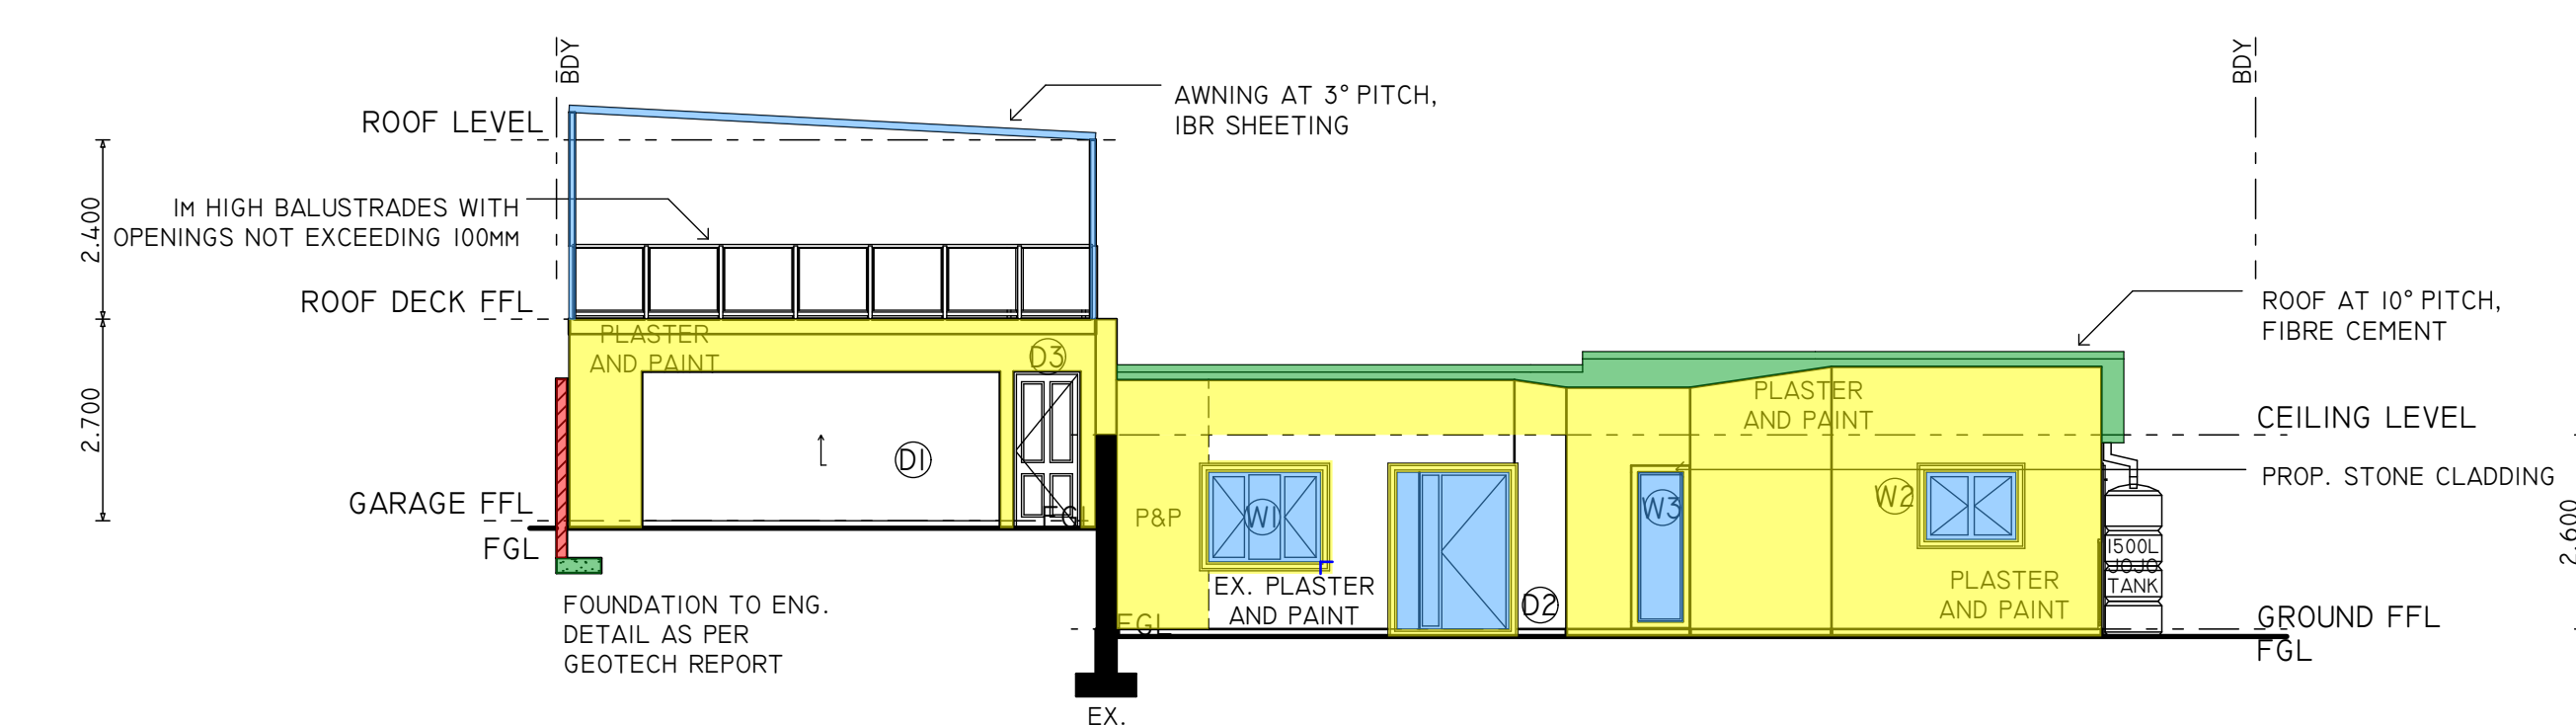 BDY
BDY
AWNING AT 3° PITCH,
IBR SHEETING
ROOF LEVEL
2.400
1M HIGH BALUSTRADES WITH
OPENINGS NOT EXCEEDING 100MM
ROOF DECK FFL
ROOF AT 10° PITCH,
FIBRE CEMENT
PLASTER
AND PAINT
D3
2.700
PLASTER
AND PAINT
CEILING LEVEL
D1
PROP. STONE CLADDING
GARAGE FFL
FGL
FGL
P&P
W1
W3
W2
2.600
1500L
JOJO
TANK
EX. PLASTER
AND PAINT
D2
PLASTER
AND PAINT
FOUNDATION TO ENG.
DETAIL AS PER
GEOTECH REPORT
FGL
GROUND FFL
FGL
EX.